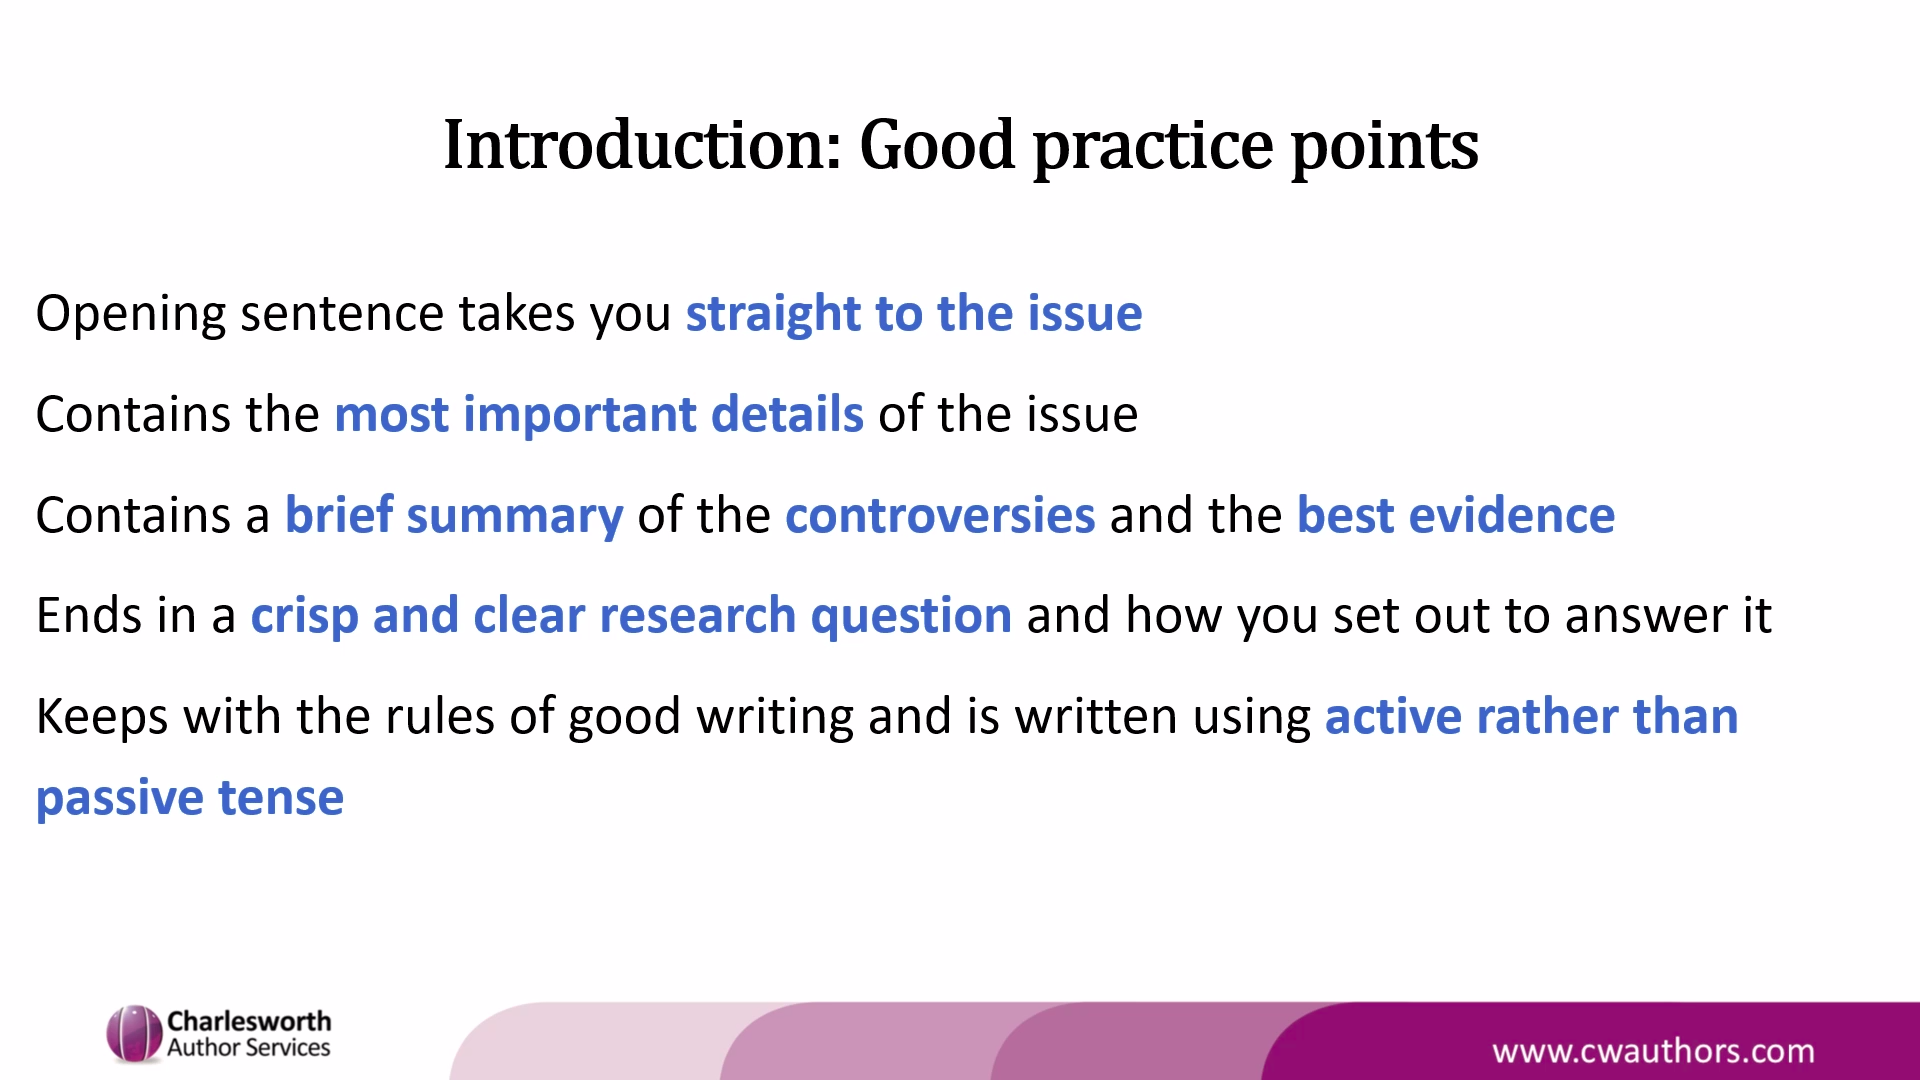 Introduction: Good practice points
Opening sentence takes you straight to the issue
Contains the most important details of the issue
Contains a brief summary of the controversies and the best evidence
Ends in a crisp and clear research question and how you set out to answer it
Keeps with the rules of good writing and is written using active rather than
passive tense
Charlesworth
Author Services
www.cwauthors.com